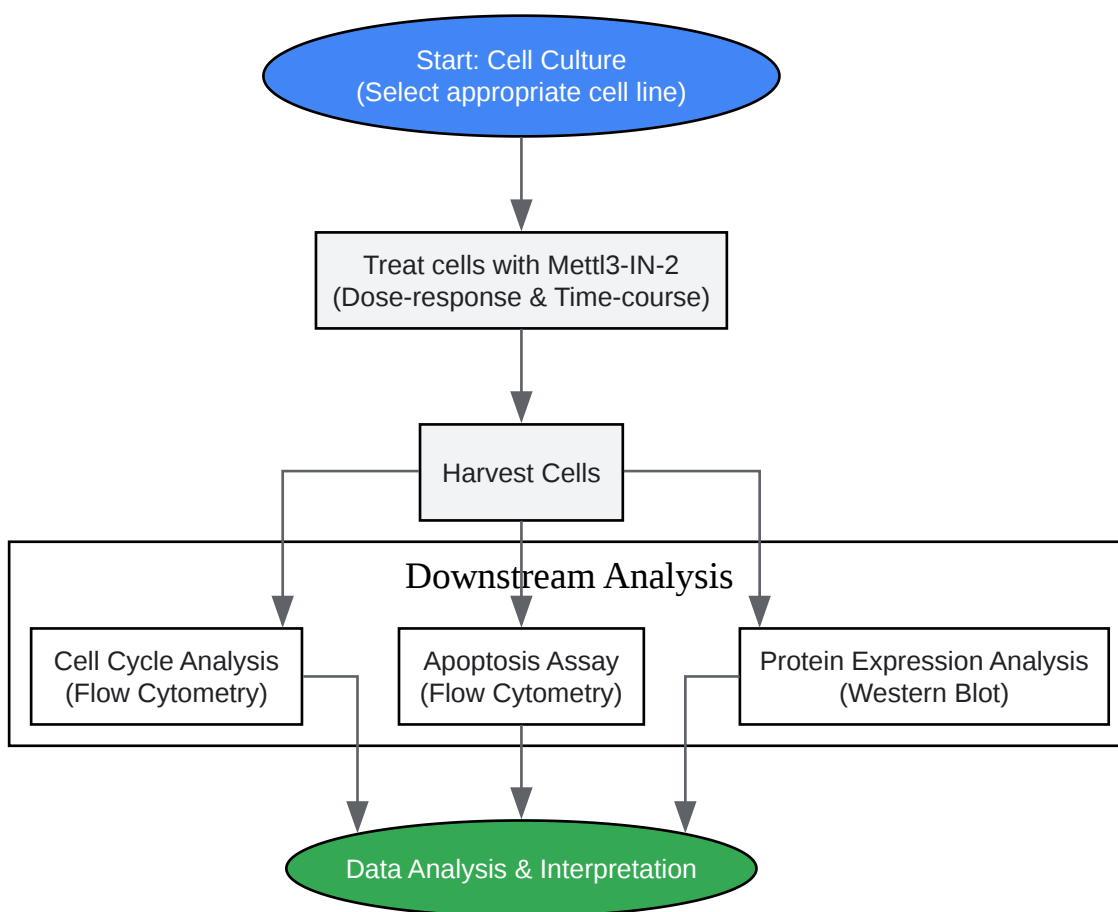 Start: Cell Culture
(Select appropriate cell line)
Treat cells with Mettl3-IN-2
(Dose-response & Time-course)
Harvest Cells
Downstream Analysis
Cell Cycle Analysis
(Flow Cytometry)
Apoptosis Assay
(Flow Cytometry)
Protein Expression Analysis
(Western Blot)
Data Analysis & Interpretation